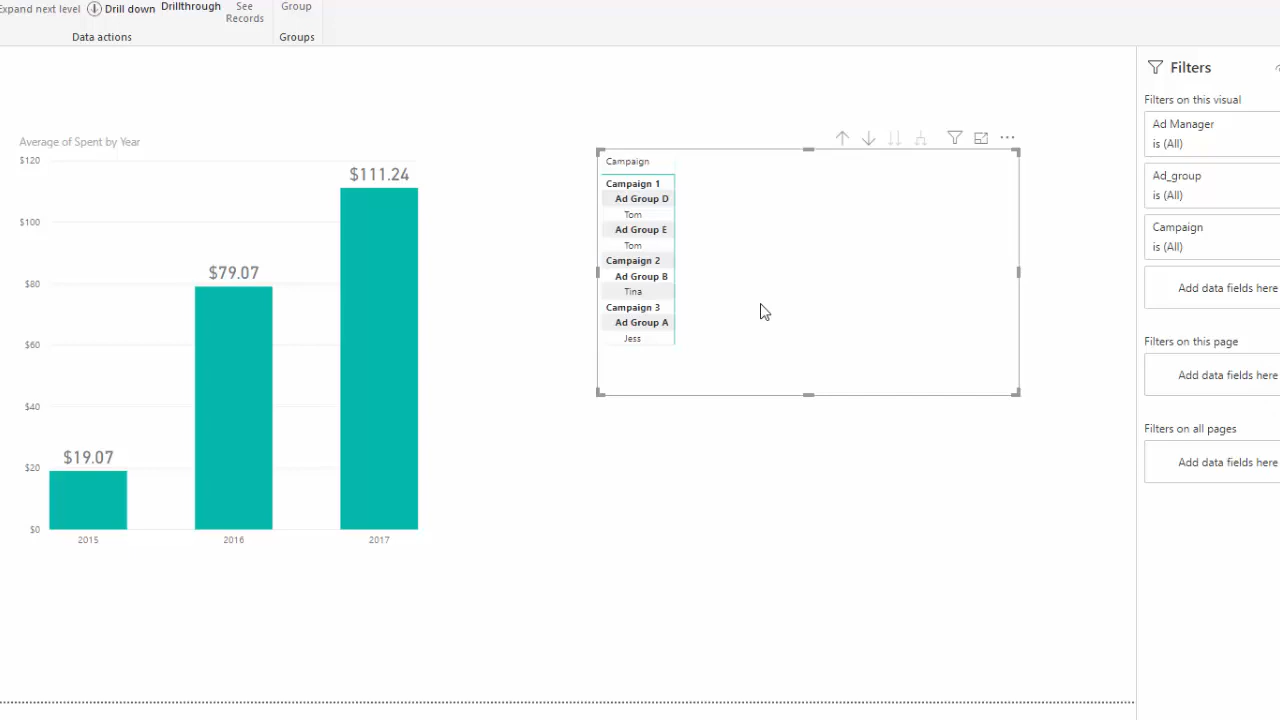 Expand next level
Drill down
Drillthrough
See
Records
Group
Data actions
Groups
Average of Spent by Year
$120
$100
$80
$60
$40
$20
$0
$19.07
$79.07
$111.24
2015
2016
2017
Campaign
Campaign 1
Ad Group D
Tom
Ad Group E
Tom
Campaign 2
Ad Group B
Tina
Campaign 3
Ad Group A
Jess
Filters
Filters on this visual
Ad Manager
is (All)
Ad_group
is (All)
Campaign
is (All)
Add data fields here
Filters on this page
Add data fields here
Filters on all pages
Add data fields here